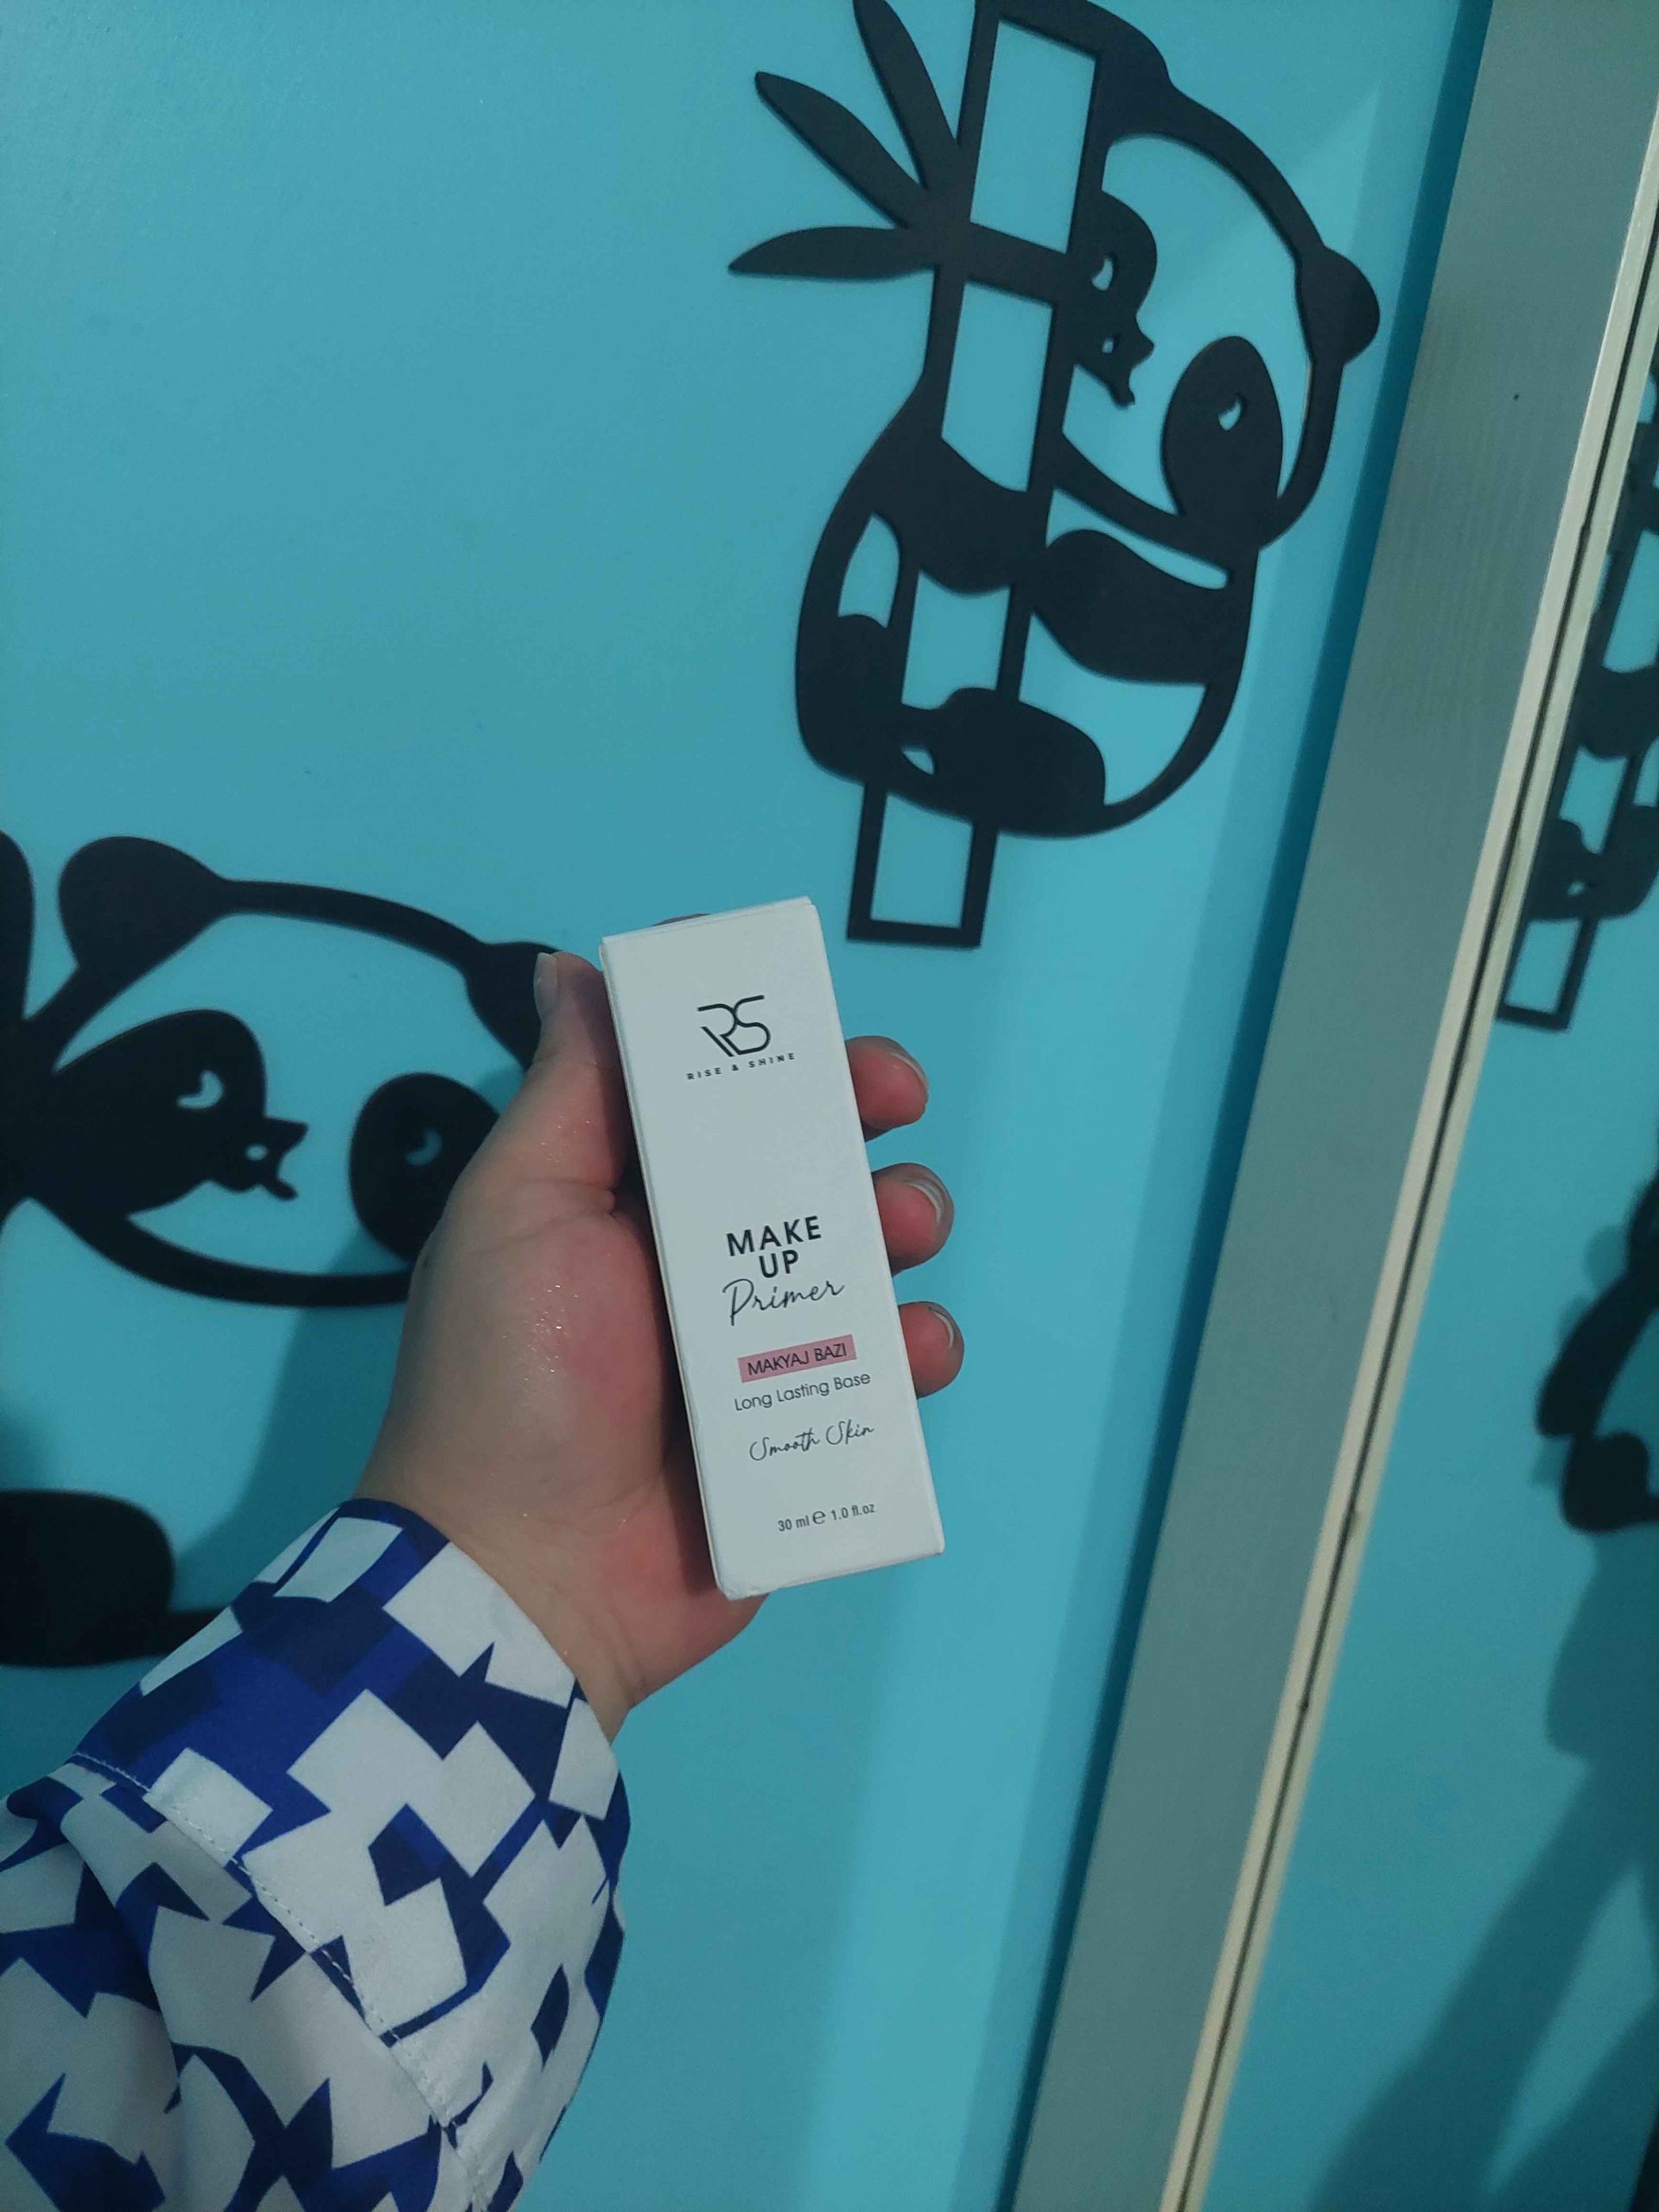 RS
RISE & SHINE
MAKE
UP
Primer
MAKYAJ BAZI
Long Lasting Base
Smooth Skin
30 ml ℮ 1.0 fl.oz